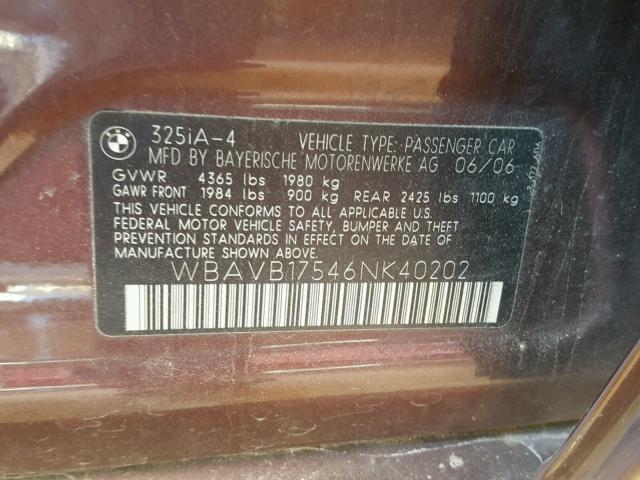 BMW
325iA-4 VEHICLE TYPE: PASSENGER CAR
MFD BY BAYERISCHE MOTORENWERKE AG 06/06
GVWR 4365 lbs 1980 kg
GAWR FRONT 1984 lbs 900 kg REAR 2425 lbs 1100 kg
THIS VEHICLE CONFORMS TO ALL APPLICABLE U.S.
FEDERAL MOTOR VEHICLE SAFETY, BUMPER AND THEFT
PREVENTION STANDARDS IN EFFECT ON THE DATE OF
MANUFACTURE SHOWN ABOVE.
WBAVB17546NK40202